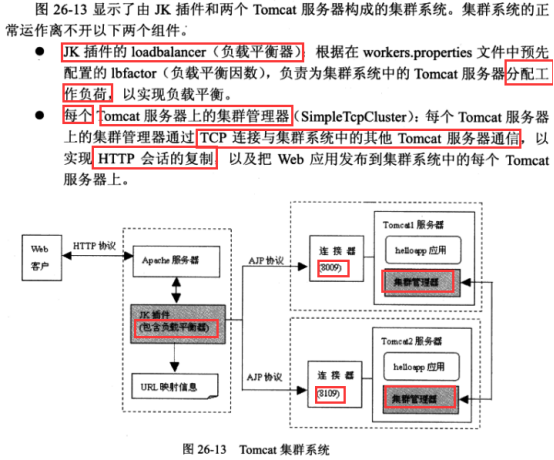 图 26-13 显示了由 JK 插件和两个 Tomcat 服务器构成的集群系统。集群系统的正
常运作离不开以下两个组件。
● JK 插件的 loadbalancer(负载平衡器):根据在 workers.properties 文件中预先
配置的 lbfactor(负载平衡因数),负责为集群系统中的 Tomcat 服务器分配工
作负荷,以实现负载平衡。
● 每个 Tomcat 服务器上的集群管理器(SimpleTcpCluster):每个 Tomcat 服务器
上的集群管理器通过 TCP 连接与集群系统中的其他 Tomcat 服务器通信,以
实现 HTTP 会话的复制,以及把 Web 应用发布到集群系统中的每个 Tomcat
服务器上。
Web
客户
HTTP 协议
Apache 服务器
JK 插件
(包含负载平衡器)
URL 映射信息
AJP 协议
连接器
(8009)
Tomcat1 服务器
helloapp 应用
集群管理器
AJP 协议
连接器
(8109)
Tomcat2 服务器
helloapp 应用
集群管理器
图 26-13 Tomcat 集群系统